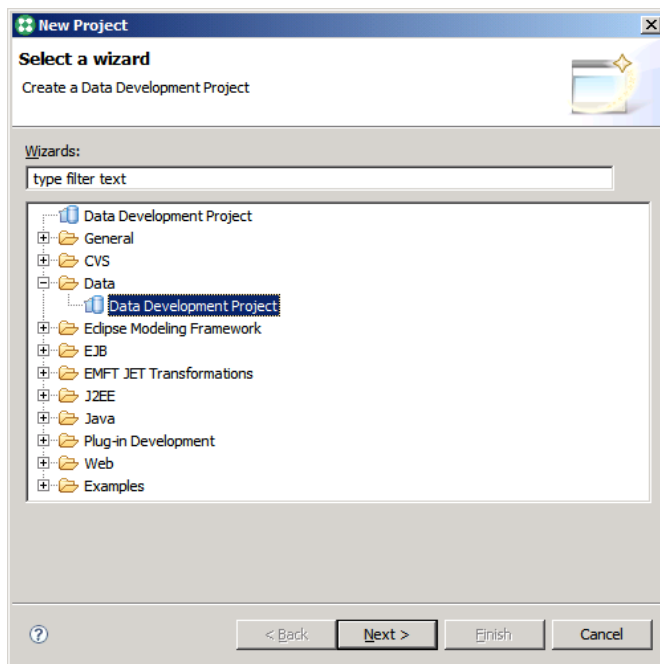 New Project
Select a wizard
Create a Data Development Project
Wizards:
type filter text
Data Development Project
General
CVS
Data
Data Development Project
Eclipse Modeling Framework
EJB
EMFT JET Transformations
J2EE
Java
Plug-in Development
Web
Examples
< Back Next > Finish Cancel